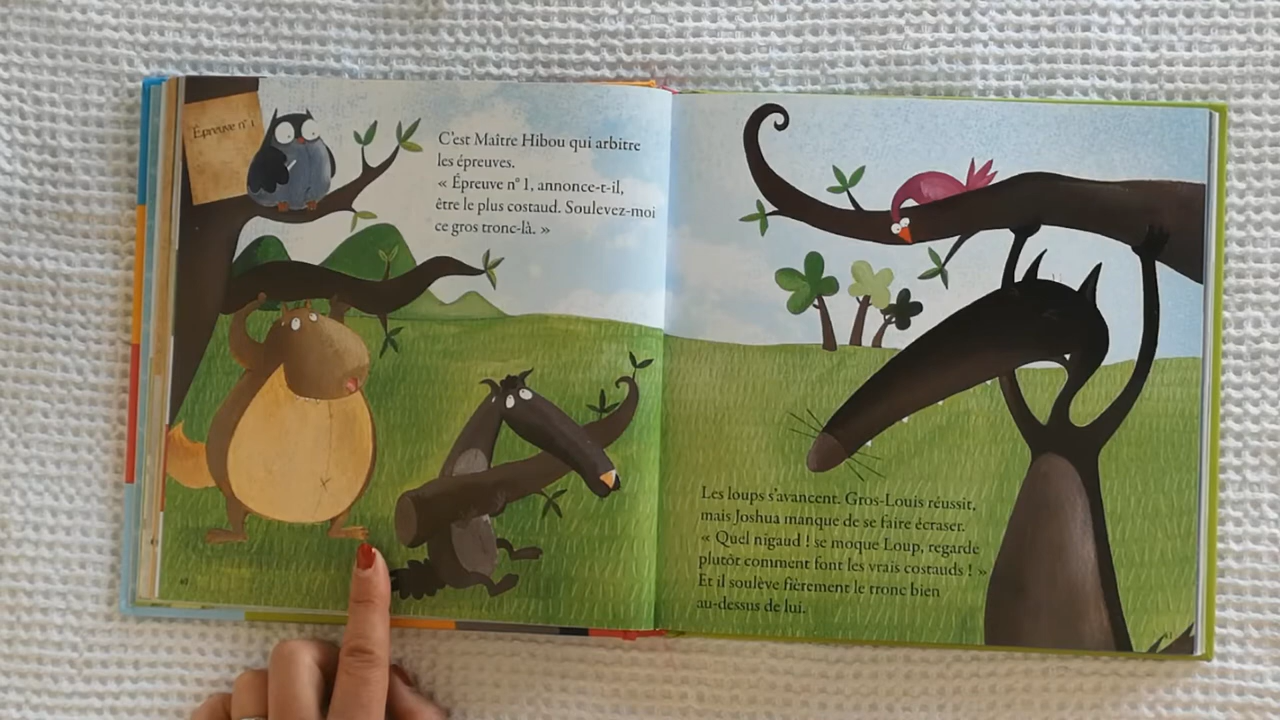 Épreuve n° 1
C'est Maître Hibou qui arbitre
les épreuves.
« Épreuve n° 1, annonce-t-il,
être le plus costaud. Soulevez-moi
ce gros tronc-là. »
40
Les loups s'avancent. Gros-Louis réussit,
mais Joshua manque de se faire écraser.
« Quel nigaud ! se moque Loup, regarde
plutôt comment font les vrais costauds ! »
Et il soulève fièrement le tronc bien
au-dessus de lui.
41